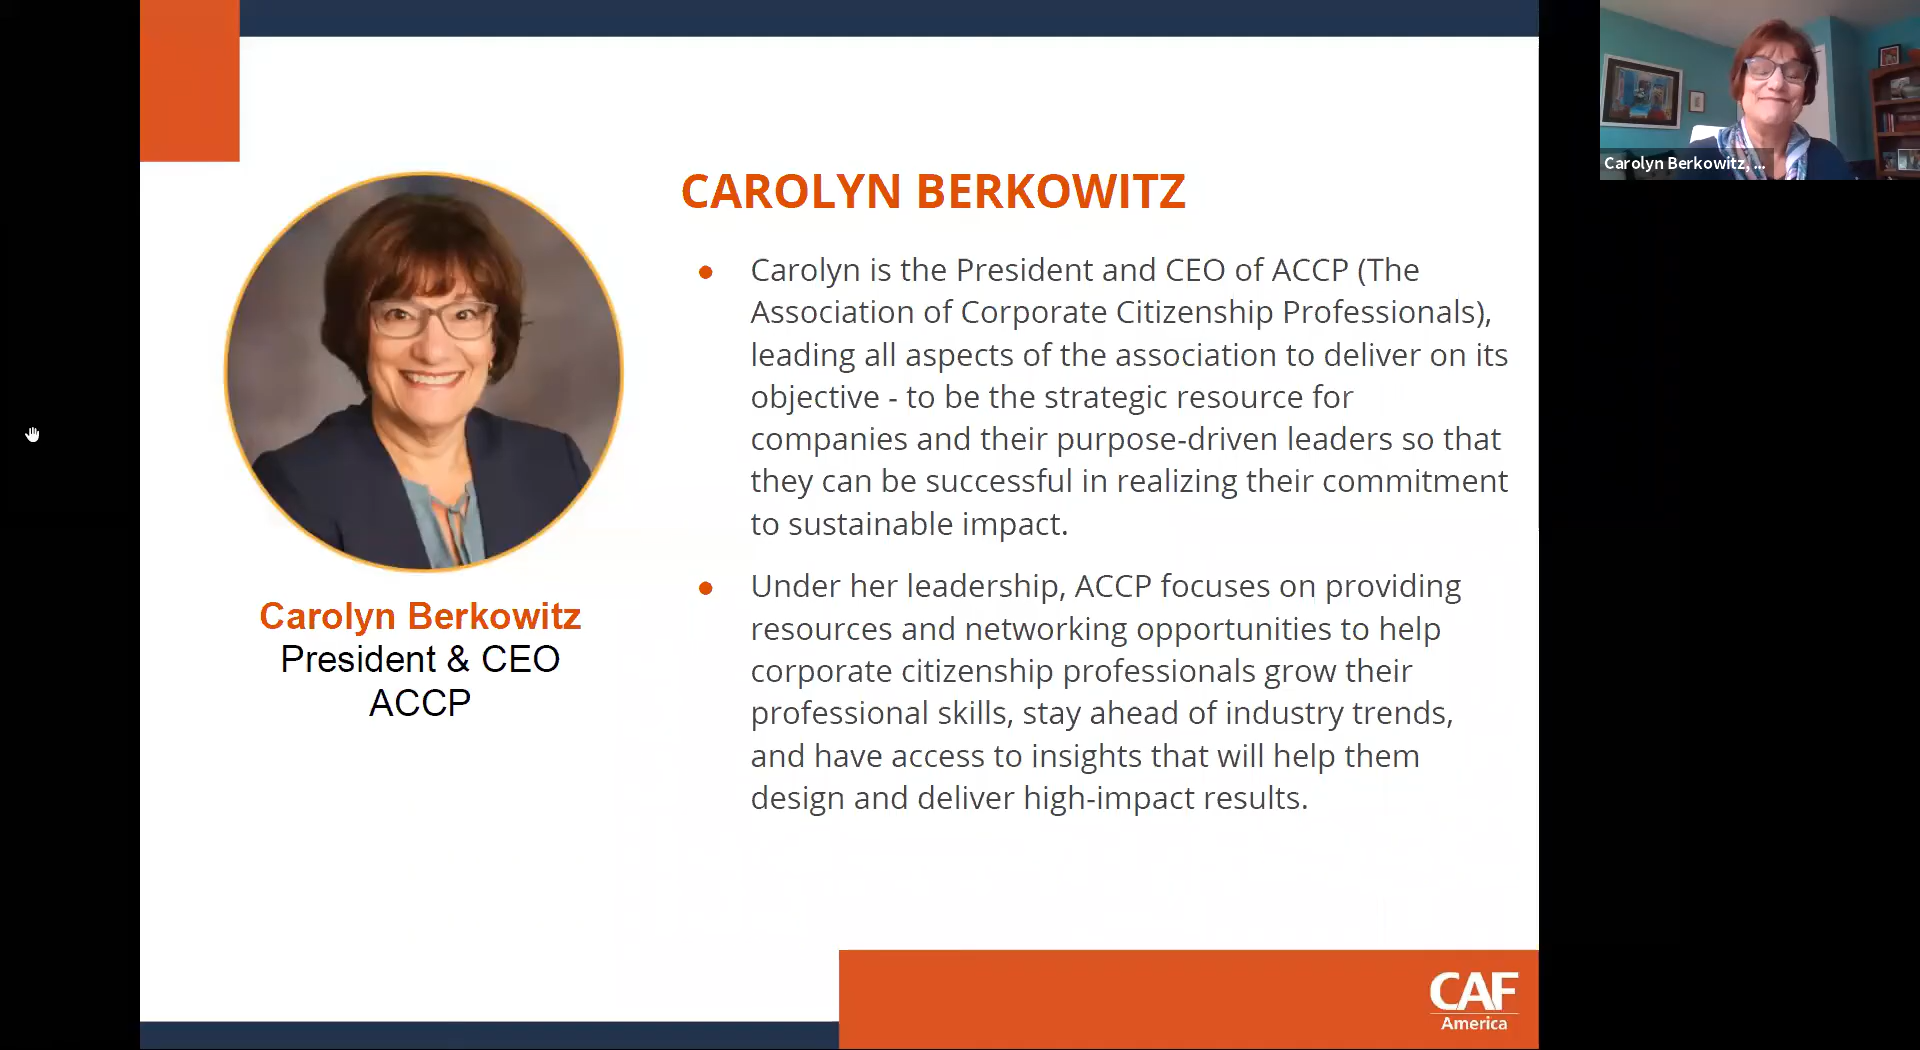 CAROLYN BERKOWITZ
Carolyn is the President and CEO of ACCP (The
Association of Corporate Citizenship Professionals),
leading all aspects of the association to deliver on its
objective - to be the strategic resource for
companies and their purpose-driven leaders so that
they can be successful in realizing their commitment
to sustainable impact.
Under her leadership, ACCP focuses on providing
resources and networking opportunities to help
corporate citizenship professionals grow their
professional skills, stay ahead of industry trends,
and have access to insights that will help them
design and deliver high-impact results.
Carolyn Berkowitz
President & CEO
ACCP
CAF
America
Carolyn Berkowitz, ...